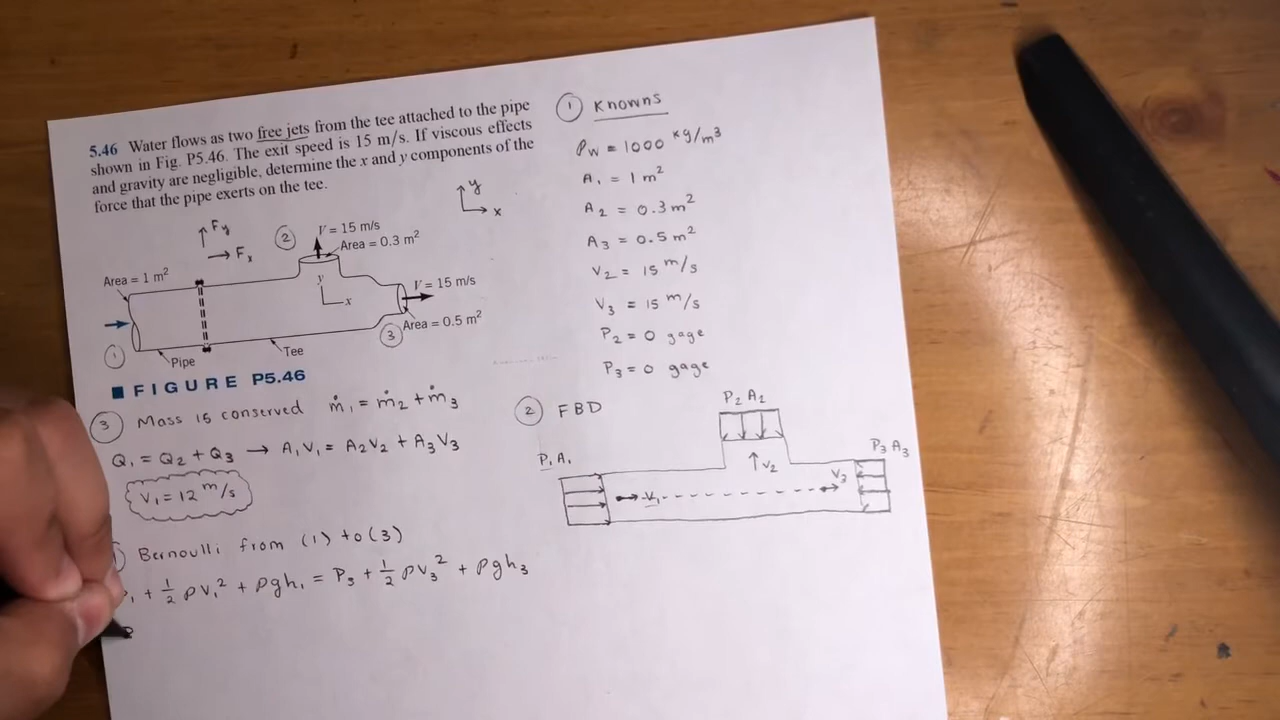 5.46 Water flows as two free jets from the tee attached to the pipe
shown in Fig. P5.46. The exit speed is 15 m/s. If viscous effects
and gravity are negligible, determine the x and y components of the
force that the pipe exerts on the tee.
y
x
Fy
Fx
②
V = 15 m/s
Area = 0.3 m²
Area = 1 m²
y
x
V = 15 m/s
Area = 0.5 m²
③
①
Pipe
Tee
■ FIGURE P5.46
① Knowns
ρw = 1000 kg/m³
A₁ = 1 m²
A₂ = 0.3 m²
A₃ = 0.5 m²
V₂ = 15 m/s
V₃ = 15 m/s
P₂ = 0 gage
P₃ = 0 gage
② FBD
P₂A₂
P₁A₁
P₃A₃
V₂
V₁
V₃
③ Mass is conserved ṁ₁ = ṁ₂ + ṁ₃
Q₁ = Q₂ + Q₃ → A₁V₁ = A₂V₂ + A₃V₃
V₁ = 12 m/s
Bernoulli from (1) to (3)
+ ½ρV₁² + ρgh₁ = P₃ + ½ρV₃² + ρgh₃